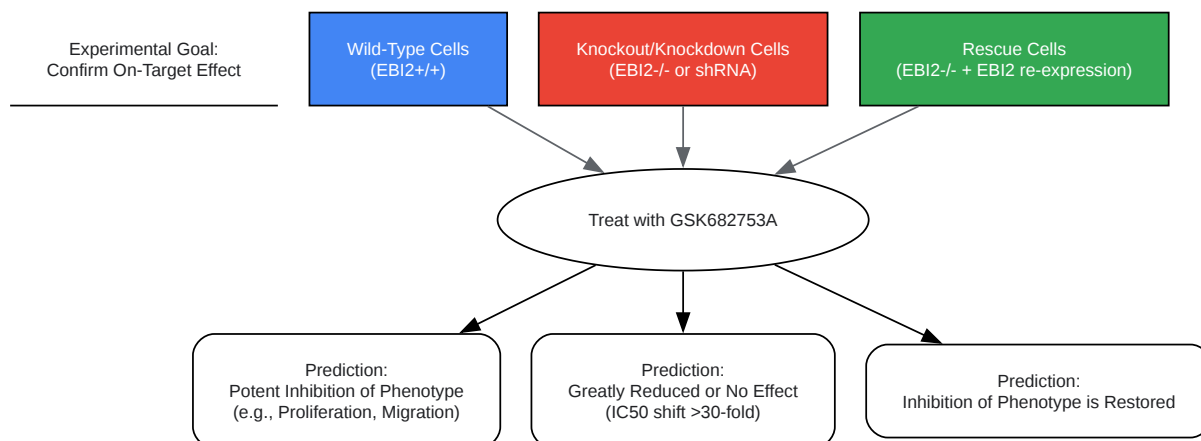 Experimental Goal:
Confirm On-Target Effect
Wild-Type Cells
(EBI2+/+)
Knockout/Knockdown Cells
(EBI2-/- or shRNA)
Rescue Cells
(EBI2-/- + EBI2 re-expression)
Treat with GSK682753A
Prediction:
Potent Inhibition of Phenotype
(e.g., Proliferation, Migration)
Prediction:
Greatly Reduced or No Effect
(IC50 shift >30-fold)
Prediction:
Inhibition of Phenotype is Restored